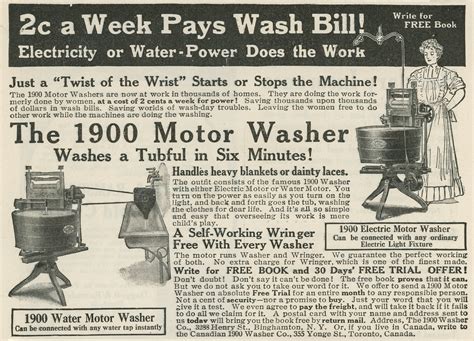 2c a Week Pays Wash Bill!
Electricity or Water-Power Does the Work
Write for
FREE Book
Just a "Twist of the Wrist" Starts or Stops the Machine!
The 1900 Motor Washers are now at work in thousands of homes. They are doing the work for-
merly done by women, at a cost of 2 cents a week for power! Saving thousands upon thousands
of dollars in wash bills. Saving worlds of wash-day troubles. Leaving the women free to do
other work while the machines are doing the washing.
The 1900 Motor Washer
Washes a Tubful in Six Minutes!
Handles heavy blankets or dainty laces.
The outfit consists of the famous 1900 Washer
with either Electric Motor or Water Motor. You
turn on the power as easily as you turn on
the light, and back and forth goes the tub,
washing the clothes for dear life. And it's all so simple
and easy that overseeing its work is mere
child's play.
A Self-Working Wringer
Free With Every Washer
1900 Electric Motor Washer
Can be connected with any ordinary
Electric Light Fixture
The motor runs Washer and Wringer. We guarantee the perfect working
of both. No extra charge for Wringer, which is one of the finest made.
Write for FREE BOOK and 30 Days' FREE TRIAL OFFER!
Don't doubt! Don't say it can't be done! The free book proves that it can.
But we do not ask you to take our word for it. We offer to send a 1900 Motor
Washer on absolute Free Trial for an entire month to any responsible person.
Not a cent of security—nor a promise to buy. Just your word that you will
give it a test. We even agree to pay the freight, and will take it back if it fails
to do all we claim for it. A postal card with your name and address sent to
us today will bring you the book free by return mail. Address The 1900 Washer
Co., 3288 Henry St., Binghamton, N. Y. Or, if you live in Canada, write to
the Canadian 1900 Washer Co., 355 Yonge St., Toronto, Canada.
1900 Water Motor Washer
Can be connected with any water tap instantly